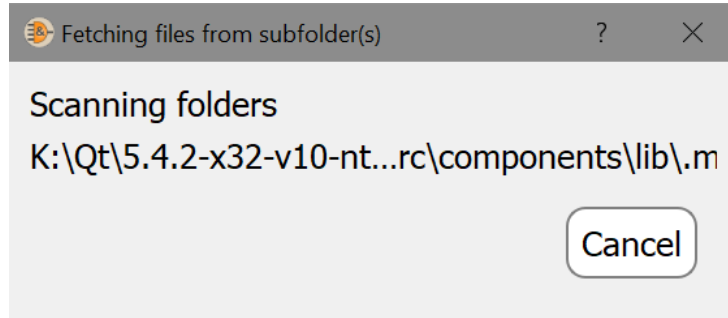 Fetching files from subfolder(s)
Scanning folders
K:\Qt\5.4.2-x32-v10-nt...rc\components\lib\.m
Cancel